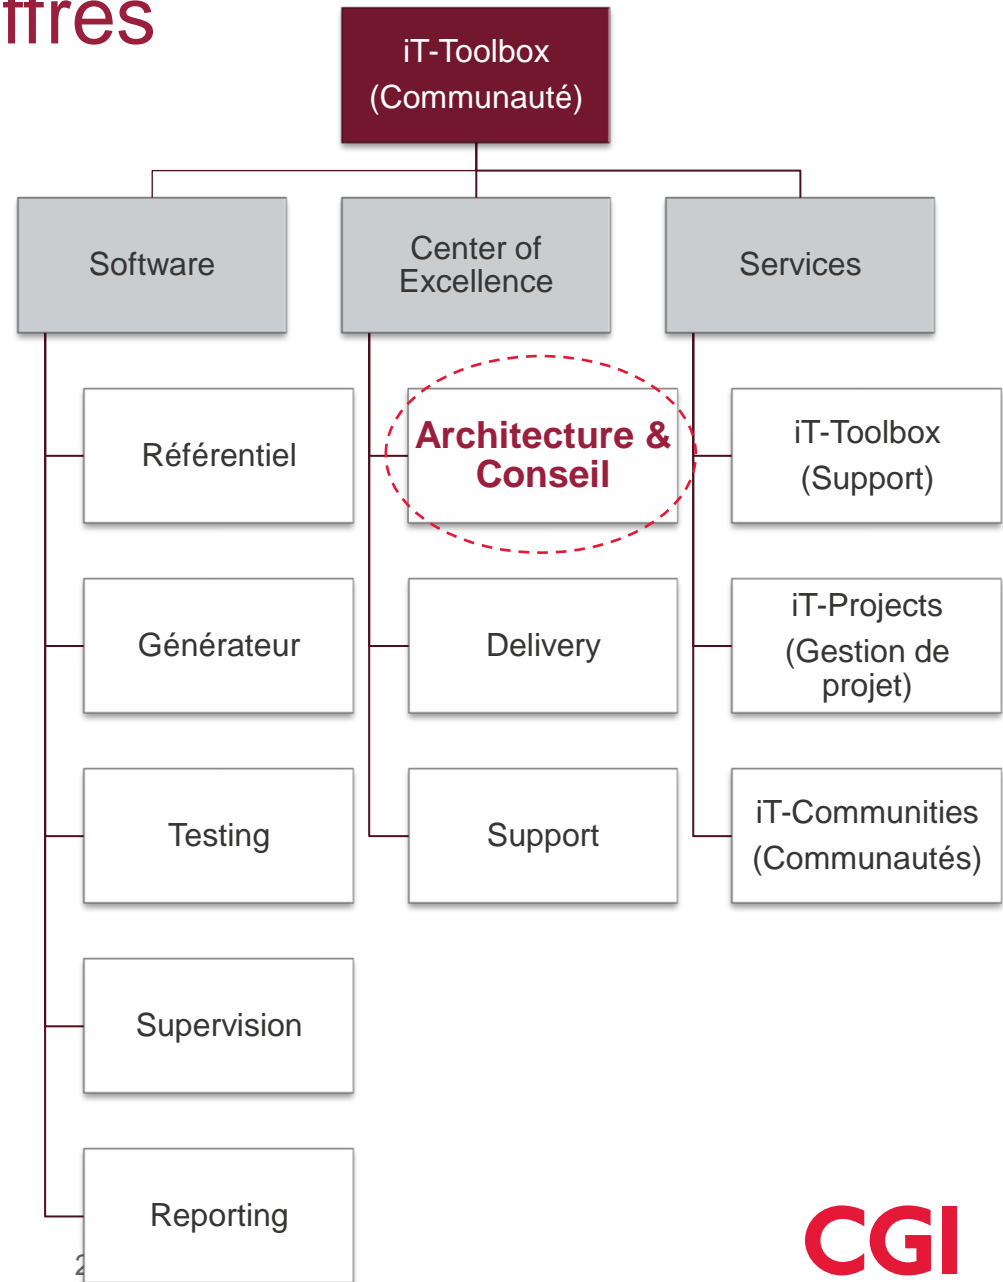 ffres
iT-Toolbox
(Communauté)
Software
Center of
Excellence
Services
Référentiel
Architecture &
Conseil
iT-Toolbox
(Support)
Générateur
Delivery
iT-Projects
(Gestion de
projet)
Testing
Support
iT-Communities
(Communautés)
Supervision
Reporting
CGI